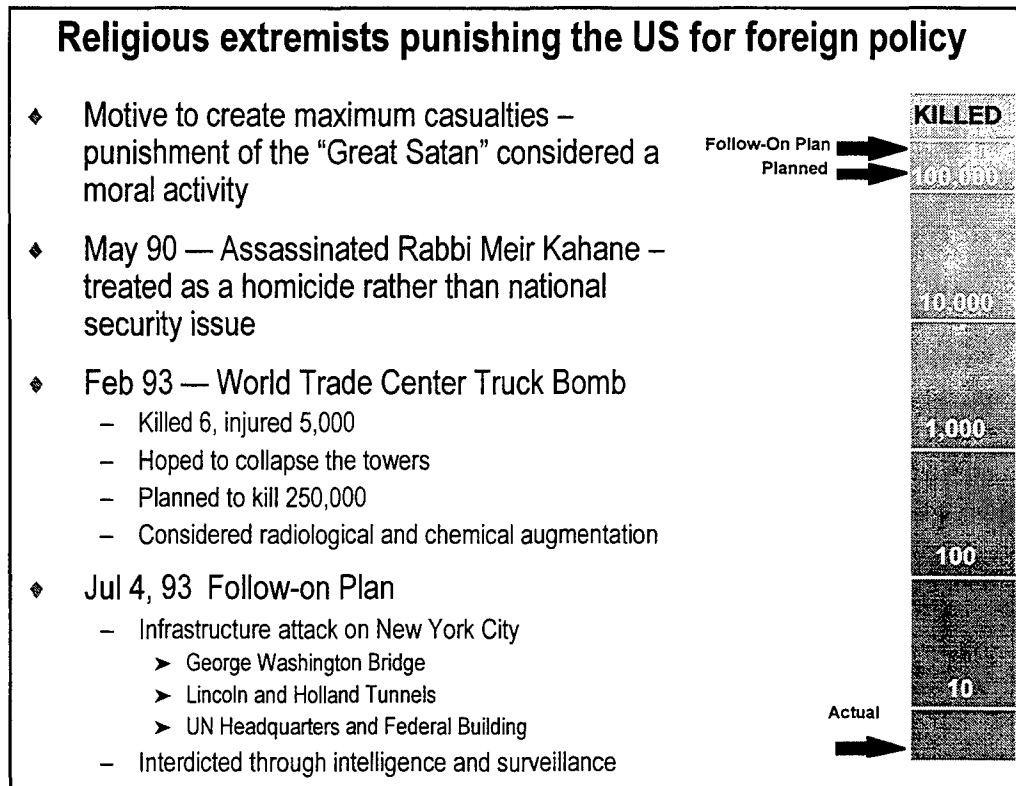 Religious extremists punishing the US for foreign policy
Motive to create maximum casualties –
punishment of the "Great Satan" considered a
moral activity
May 90 — Assassinated Rabbi Meir Kahane –
treated as a homicide rather than national
security issue
Feb 93 — World Trade Center Truck Bomb
– Killed 6, injured 5,000
– Hoped to collapse the towers
– Planned to kill 250,000
– Considered radiological and chemical augmentation
Jul 4, 93 Follow-on Plan
– Infrastructure attack on New York City
➤ George Washington Bridge
➤ Lincoln and Holland Tunnels
➤ UN Headquarters and Federal Building
– Interdicted through intelligence and surveillance
KILLED
Follow-On Plan
Planned
100,000
10,000
1,000
100
10
Actual